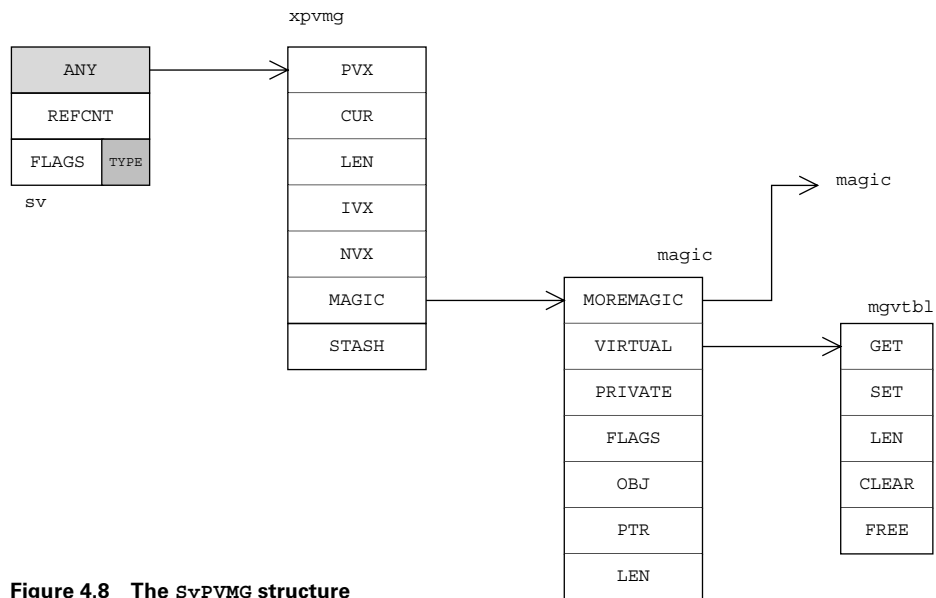 xpvmg
ANY
REFCNT
FLAGS TYPE
sv
PVX
CUR
LEN
IVX
NVX
MAGIC
STASH
magic
magic
MOREMAGIC
VIRTUAL
PRIVATE
FLAGS
OBJ
PTR
LEN
mgvtbl
GET
SET
LEN
CLEAR
FREE
Figure 4.8 The SvPVMG structure